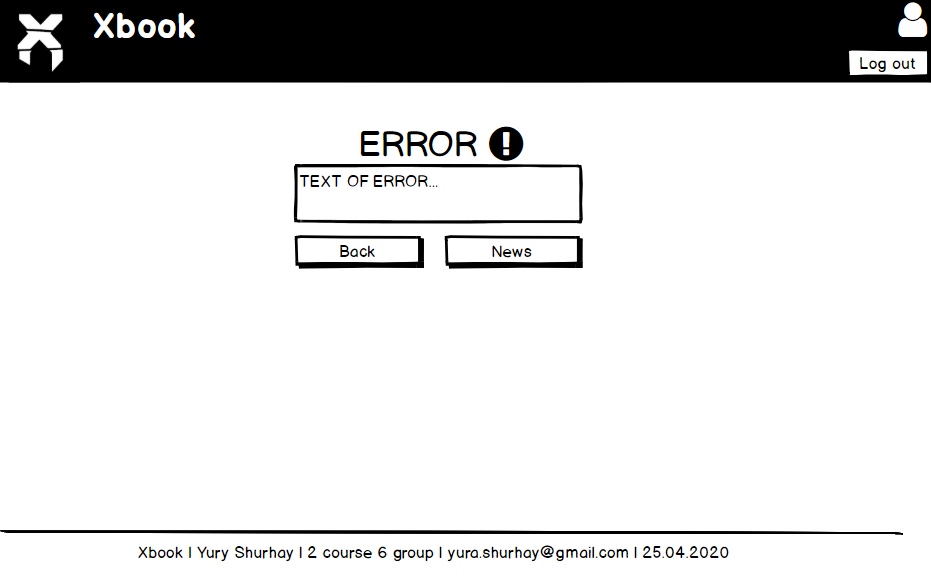 Xbook
Log out
ERROR !
TEXT OF ERROR...
Back
News
Xbook | Yury Shurhay | 2 course 6 group | yura.shurhay@gmail.com | 25.04.2020